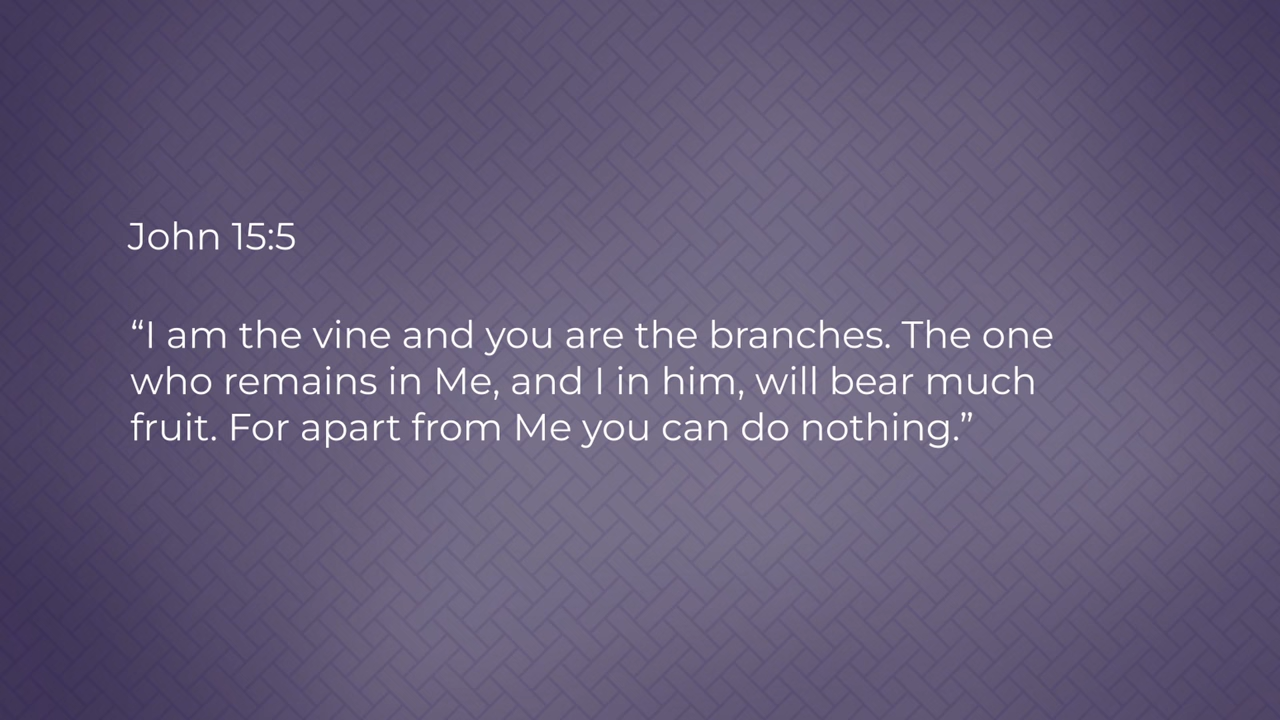 John 15:5
“I am the vine and you are the branches. The one
who remains in Me, and I in him, will bear much
fruit. For apart from Me you can do nothing.”